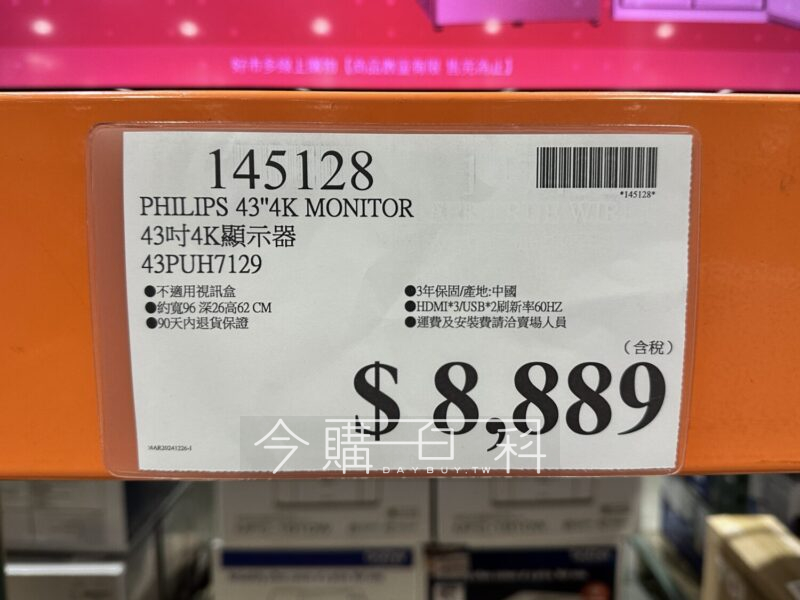 145128
*145128*
PHILIPS 43"4K MONITOR
43吋4K顯示器
43PUH7129
●不適用視訊盒
●約寬96 深26高62 CM
●90天內退貨保證
●3年保固/產地:中國
●HDMI*3/USB*2刷新率60HZ
●運費及安裝費請洽賣場人員
(含稅)
$ 8,889
今購百科
DAYBUY.TW